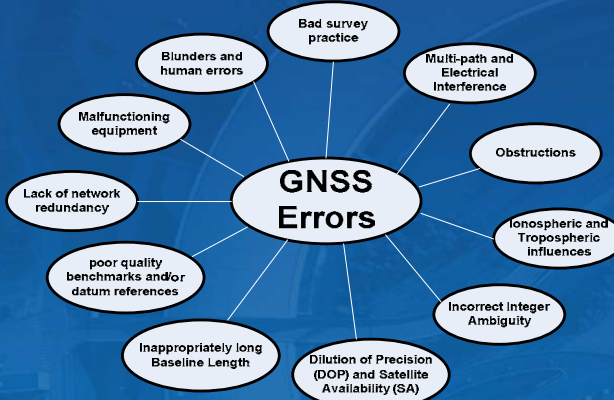 GNSS
Errors
Bad survey
practice
Multi-path and
Electrical
Interference
Obstructions
Ionospheric and
Tropospheric
influences
Incorrect Integer
Ambiguity
Dilution of Precision
(DOP) and Satellite
Availability (SA)
Inappropriately long
Baseline Length
poor quality
benchmarks and/or
datum references
Lack of network
redundancy
Malfunctioning
equipment
Blunders and
human errors